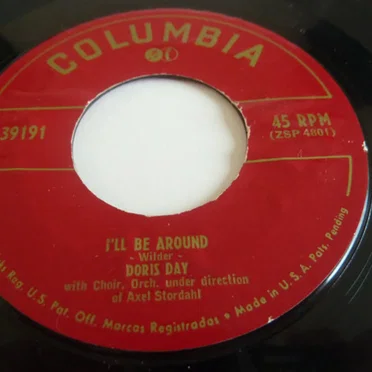 COLUMBIA
39191
45 RPM
(ZSP 4801)
I'LL BE AROUND
- Wilder -
DORIS DAY
with Choir, Orch. under direction
of Axel Stordahl
Reg. U.S. Pat. Off. Marcas Registradas • Made in U.S.A. Pats. Pending